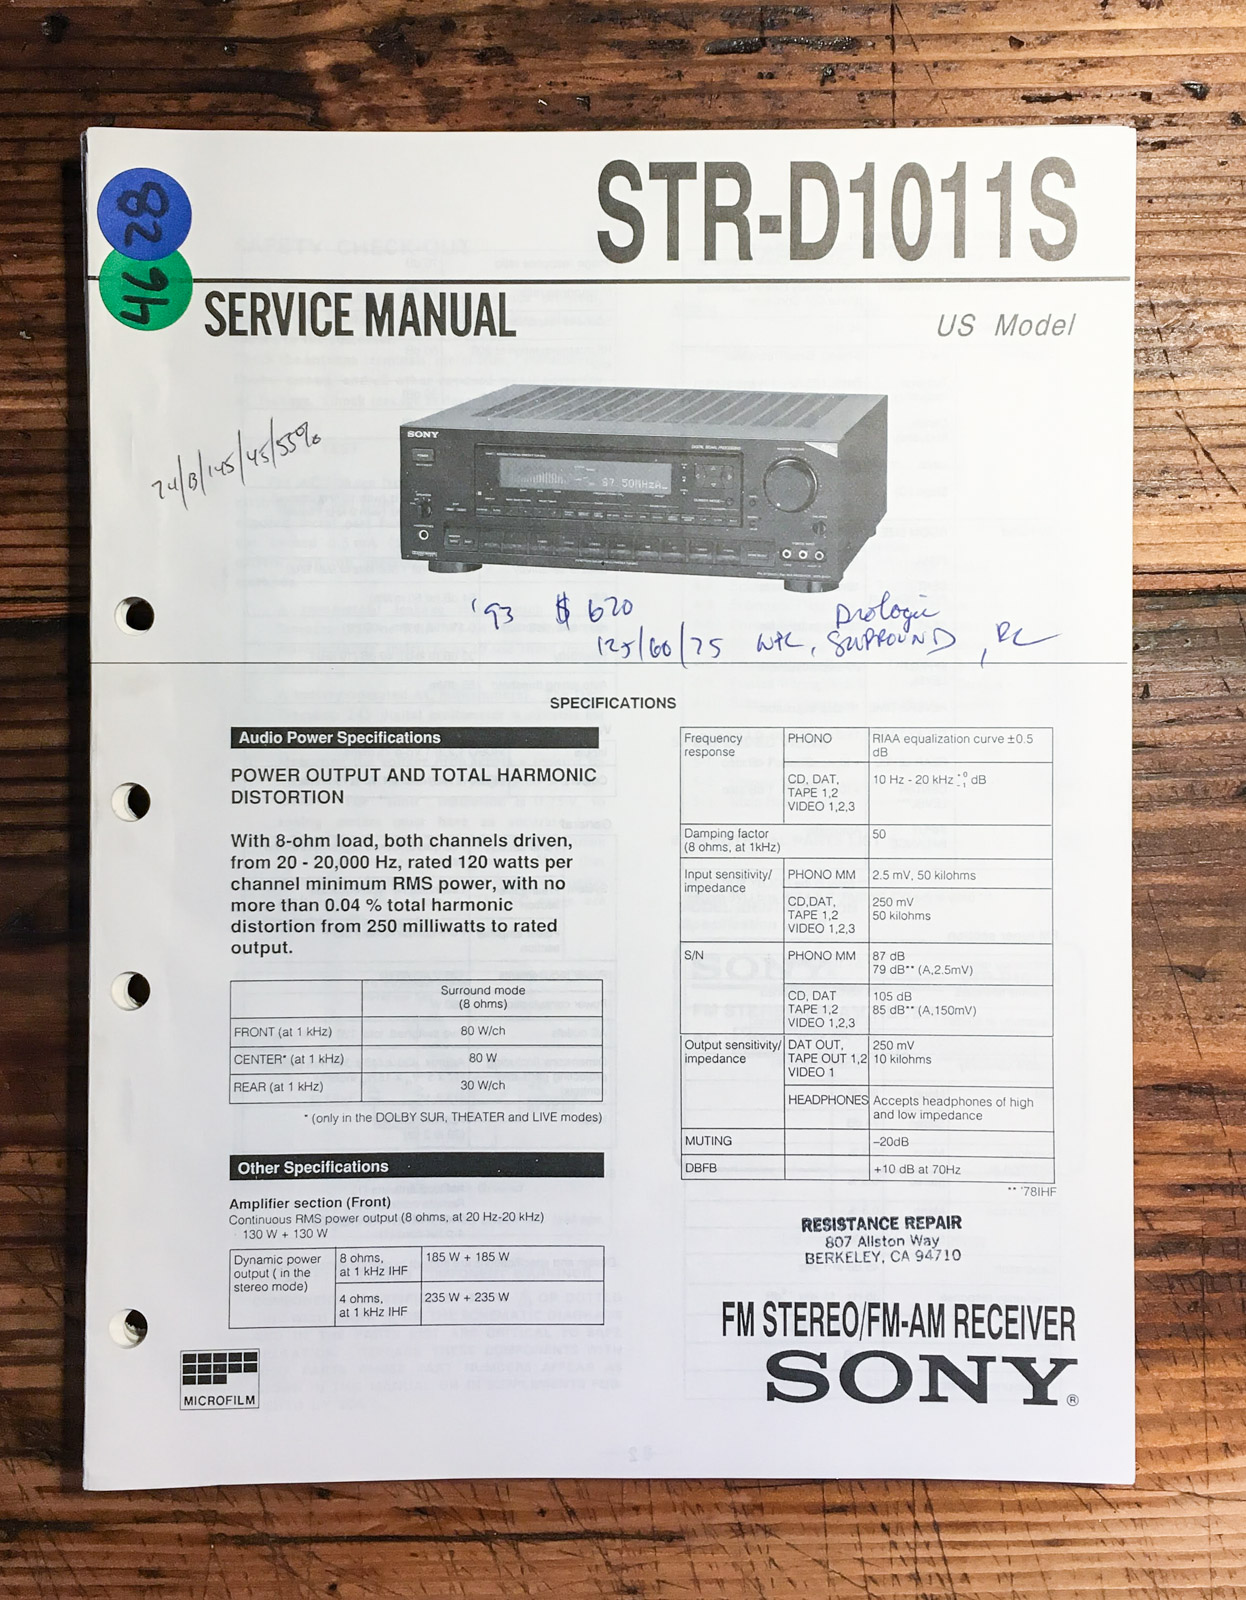 STR-D1011S
28
46
SERVICE MANUAL
US Model
SONY
97.50MHz
'93 $620
Prologic
125/60/75 SURROUND
SPECIFICATIONS
Audio Power Specifications
POWER OUTPUT AND TOTAL HARMONIC
DISTORTION
With 8-ohm load, both channels driven,
from 20 - 20,000 Hz, rated 120 watts per
channel minimum RMS power, with no
more than 0.04 % total harmonic
distortion from 250 milliwatts to rated
output.
Surround mode
(8 ohms)
FRONT (at 1 kHz) 80 W/ch
CENTER* (at 1 kHz) 80 W
REAR (at 1 kHz) 30 W/ch
* (only in the DOLBY SUR, THEATER and LIVE modes)
Other Specifications
Amplifier section (Front)
Continuous RMS power output (8 ohms, at 20 Hz-20 kHz)
130 W + 130 W
Dynamic power 8 ohms, 185 W + 185 W
output ( in the at 1 kHz IHF
stereo mode)
4 ohms, 235 W + 235 W
at 1 kHz IHF
MICROFILM
Frequency PHONO RIAA equalization curve ±0.5
response dB
CD, DAT, 10 Hz - 20 kHz +0 -1 dB
TAPE 1,2
VIDEO 1,2,3
Damping factor 50
(8 ohms, at 1kHz)
Input sensitivity/ PHONO MM 2.5 mV, 50 kilohms
impedance
CD,DAT, 250 mV
TAPE 1,2 50 kilohms
VIDEO 1,2,3
S/N PHONO MM 87 dB
79 dB** (A,2.5mV)
CD, DAT 105 dB
TAPE 1,2 85 dB** (A,150mV)
VIDEO 1,2,3
Output sensitivity/ DAT OUT, 250 mV
impedance TAPE OUT 1,2 10 kilohms
VIDEO 1
HEADPHONES Accepts headphones of high
and low impedance
MUTING –20dB
DBFB +10 dB at 70Hz
** '78IHF
RESISTANCE REPAIR
807 Allston Way
BERKELEY, CA 94710
FM STEREO/FM-AM RECEIVER
SONY®